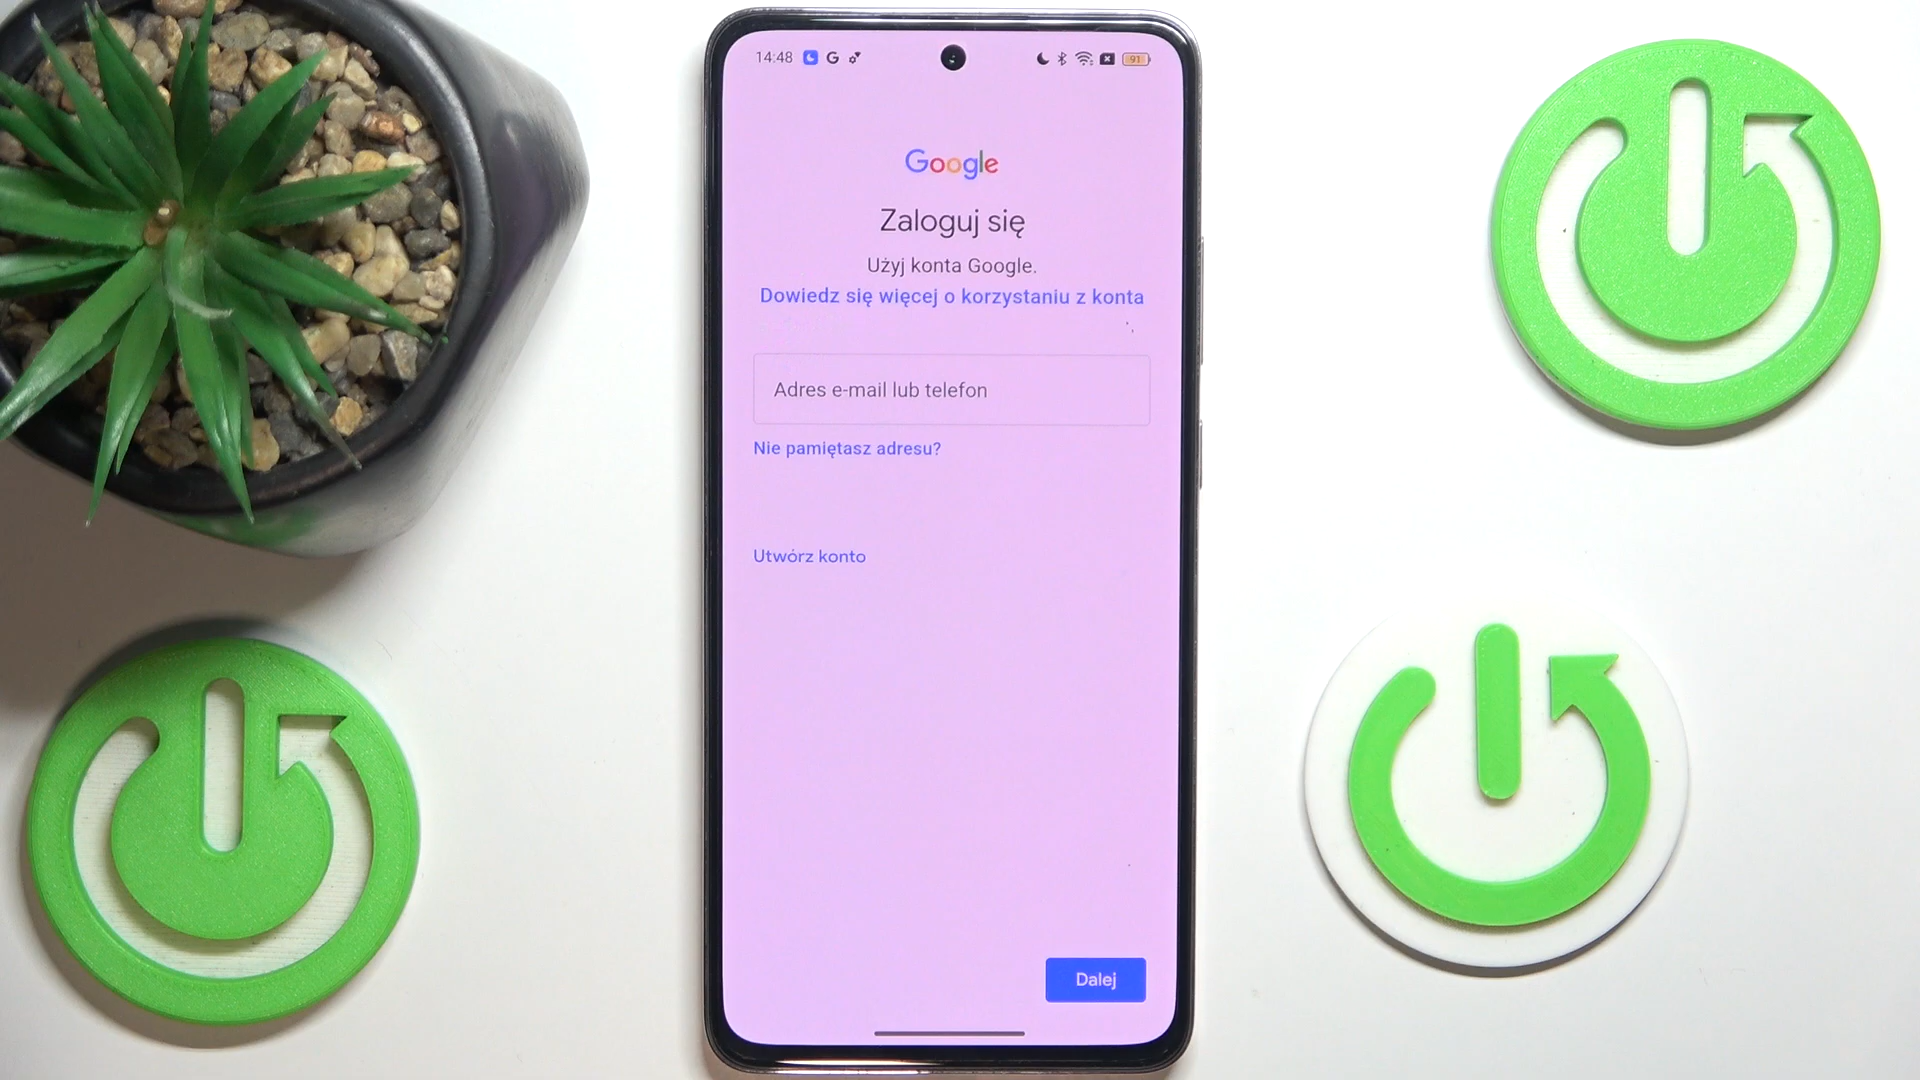 14:48 G 91
Google
Zaloguj się
Użyj konta Google.
Dowiedz się więcej o korzystaniu z konta
Adres e-mail lub telefon
Nie pamiętasz adresu?
Utwórz konto
Dalej